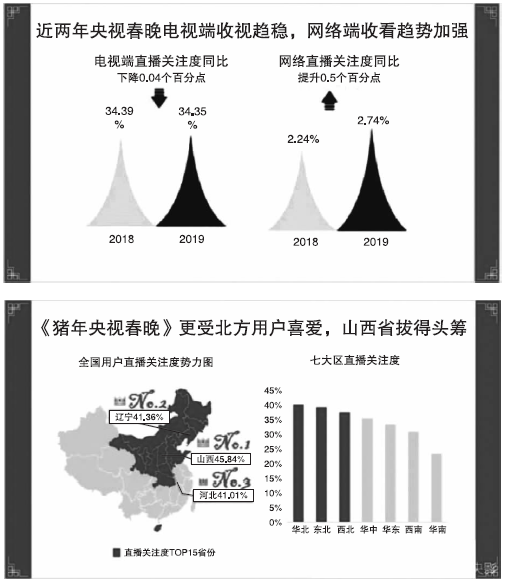 近两年央视春晚电视端收视趋稳，网络端收看趋势加强
电视端直播关注度同比
下降0.04个百分点
网络直播关注度同比
提升0.5个百分点
34.39
%
34.35
%
2.24%
2.74%
2018
2019
2018
2019
《猪年央视春晚》更受北方用户喜爱，山西省拔得头筹
全国用户直播关注度势力图
No.2
辽宁41.36%
No.1
山西45.84%
No.3
河北41.01%
直播关注度TOP15省份
七大区直播关注度
45%
40%
35%
30%
25%
20%
15%
10%
5%
0%
华北 东北 西北 华中 华东 西南 华南